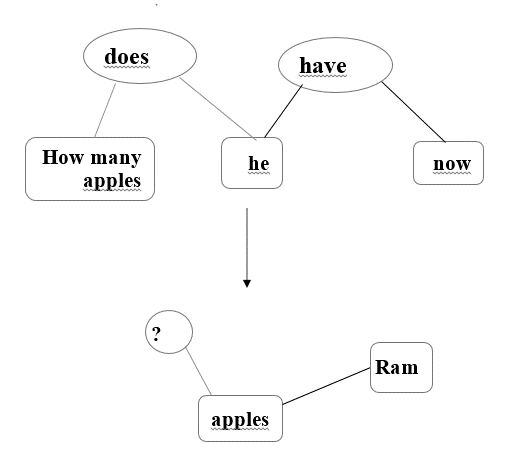 does
have
How many
apples
he
now
?
Ram
apples